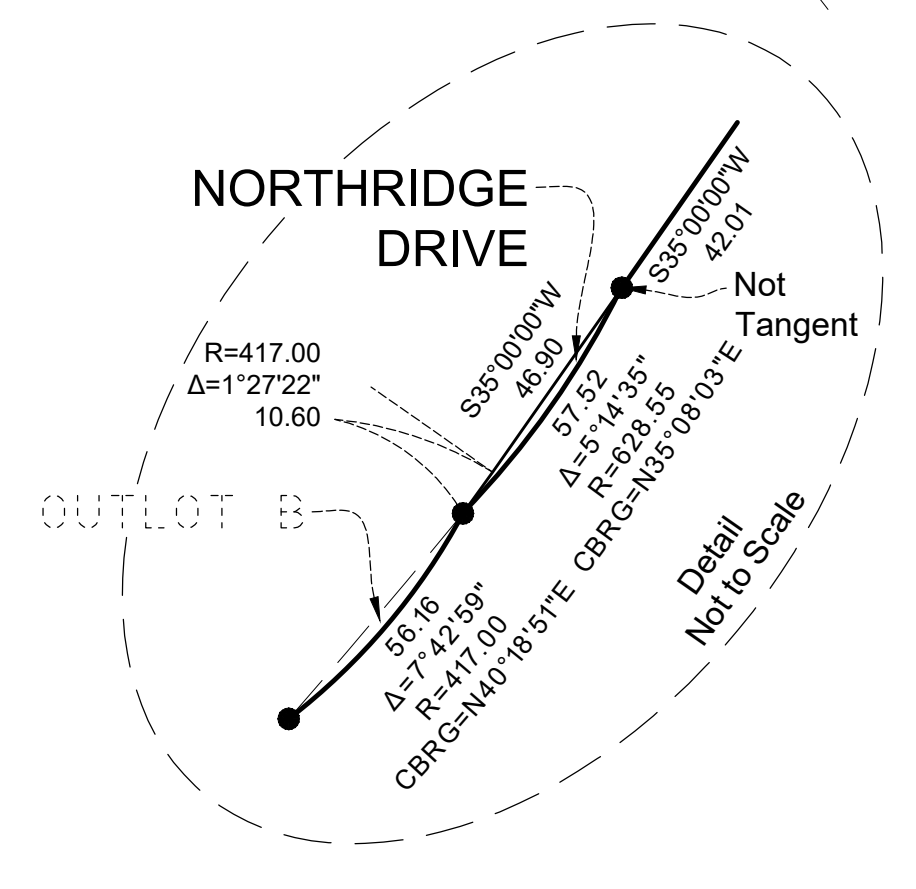 NORTHRIDGE
DRIVE
S35°00'00"W
42.01
Not
Tangent
S35°00'00"W
46.90
R=417.00
Δ=1°27'22"
10.60
57.52
Δ=5°14'35"
R=628.55
CBRG=N35°08'03"E
OUTLOT B
56.16
Δ=7°42'59"
R=417.00
CBRG=N40°18'51"E
Detail
Not to Scale